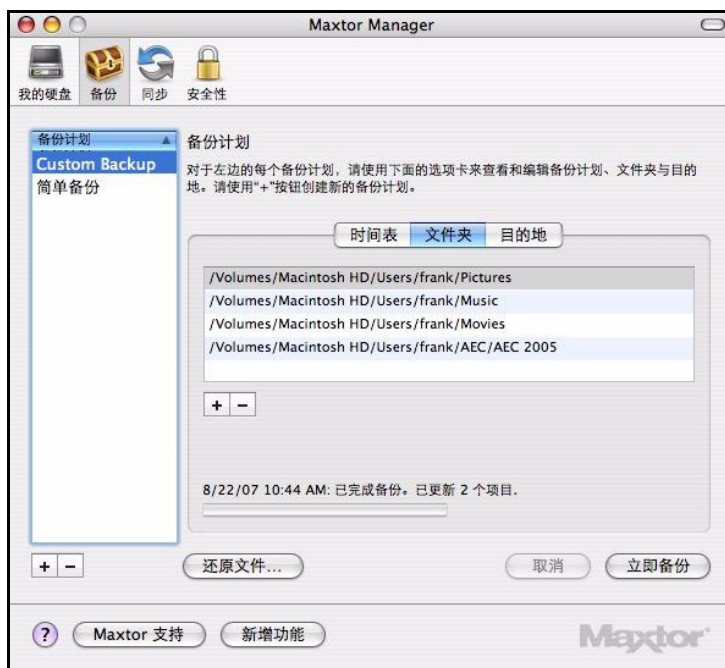 Maxtor Manager
我的硬盘 备份 同步 安全性
备份计划
Custom Backup
简单备份
备份计划
对于左边的每个备份计划，请使用下面的选项卡来查看和编辑备份计划、文件夹与目的
地。请使用“+”按钮创建新的备份计划。
时间表 文件夹 目的地
/Volumes/Macintosh HD/Users/frank/Pictures
/Volumes/Macintosh HD/Users/frank/Music
/Volumes/Macintosh HD/Users/frank/Movies
/Volumes/Macintosh HD/Users/frank/AEC/AEC 2005
+ −
8/22/07 10:44 AM: 已完成备份。已更新 2 个项目.
+ −
还原文件... 取消 立即备份
? Maxtor 支持 新增功能 Maxtor